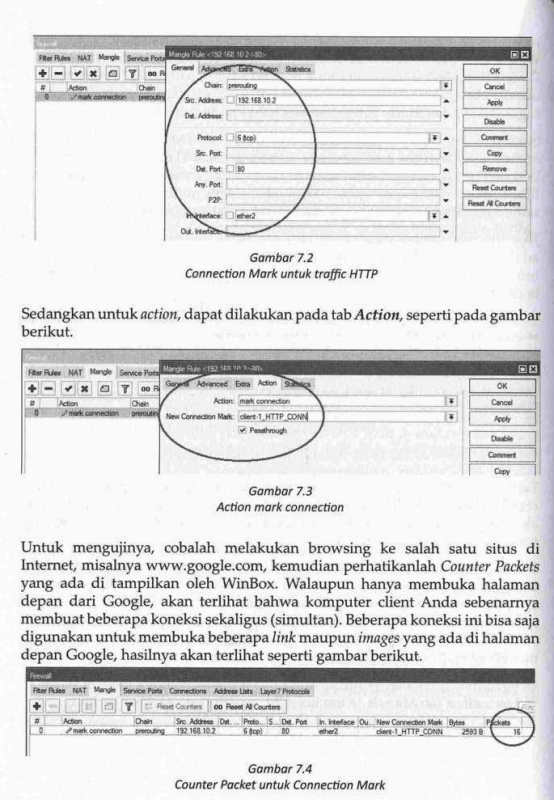 Firewall
Mangle Rule <192.168.10.2->80>
Filter Rules NAT Mangle Service Ports
General Advanced Extra Action Statistics
OK
Cancel
Apply
Disable
Comment
Copy
Remove
Reset Counters
Reset All Counters
# Action Chain
0 mark connection prerouting
Chain: prerouting
Src. Address: 192.168.10.2
Dst. Address:
Protocol: 6 (tcp)
Src. Port:
Dst. Port: 80
Any. Port:
P2P:
In. Interface: ether2
Out. Interface:
Gambar 7.2
Connection Mark untuk traffic HTTP
Sedangkan untuk action, dapat dilakukan pada tab Action, seperti pada gambar
berikut.
Firewall
Filter Rules NAT Mangle Service Ports
General Advanced Extra Action Statistics
OK
Cancel
Apply
Disable
Comment
Copy
# Action Chain
0 mark connection
Action: mark connection
New Connection Mark: client-1_HTTP_CONN
Passthrough
Gambar 7.3
Action mark connection
Untuk mengujinya, cobalah melakukan browsing ke salah satu situs di
Internet, misalnya www.google.com, kemudian perhatikanlah Counter Packets
yang ada di tampilkan oleh WinBox. Walaupun hanya membuka halaman
depan dari Google, akan terlihat bahwa komputer client Anda sebenarnya
membuat beberapa koneksi sekaligus (simultan). Beberapa koneksi ini bisa saja
digunakan untuk membuka beberapa link maupun images yang ada di halaman
depan Google, hasilnya akan terlihat seperti gambar berikut.
Firewall
Filter Rules NAT Mangle Service Ports Connections Address Lists Layer7 Protocols
Reset Counters 00 Reset All Counters
# Action Chain Src. Address Dst. ... Proto... S... Dst. Port In. Interface Ou... New Connection Mark Bytes Packets
0 mark connection prerouting 192.168.10.2 6 (tcp) 80 ether2 client-1_HTTP_CONN 2593 B 16
Gambar 7.4
Counter Packet untuk Connection Mark